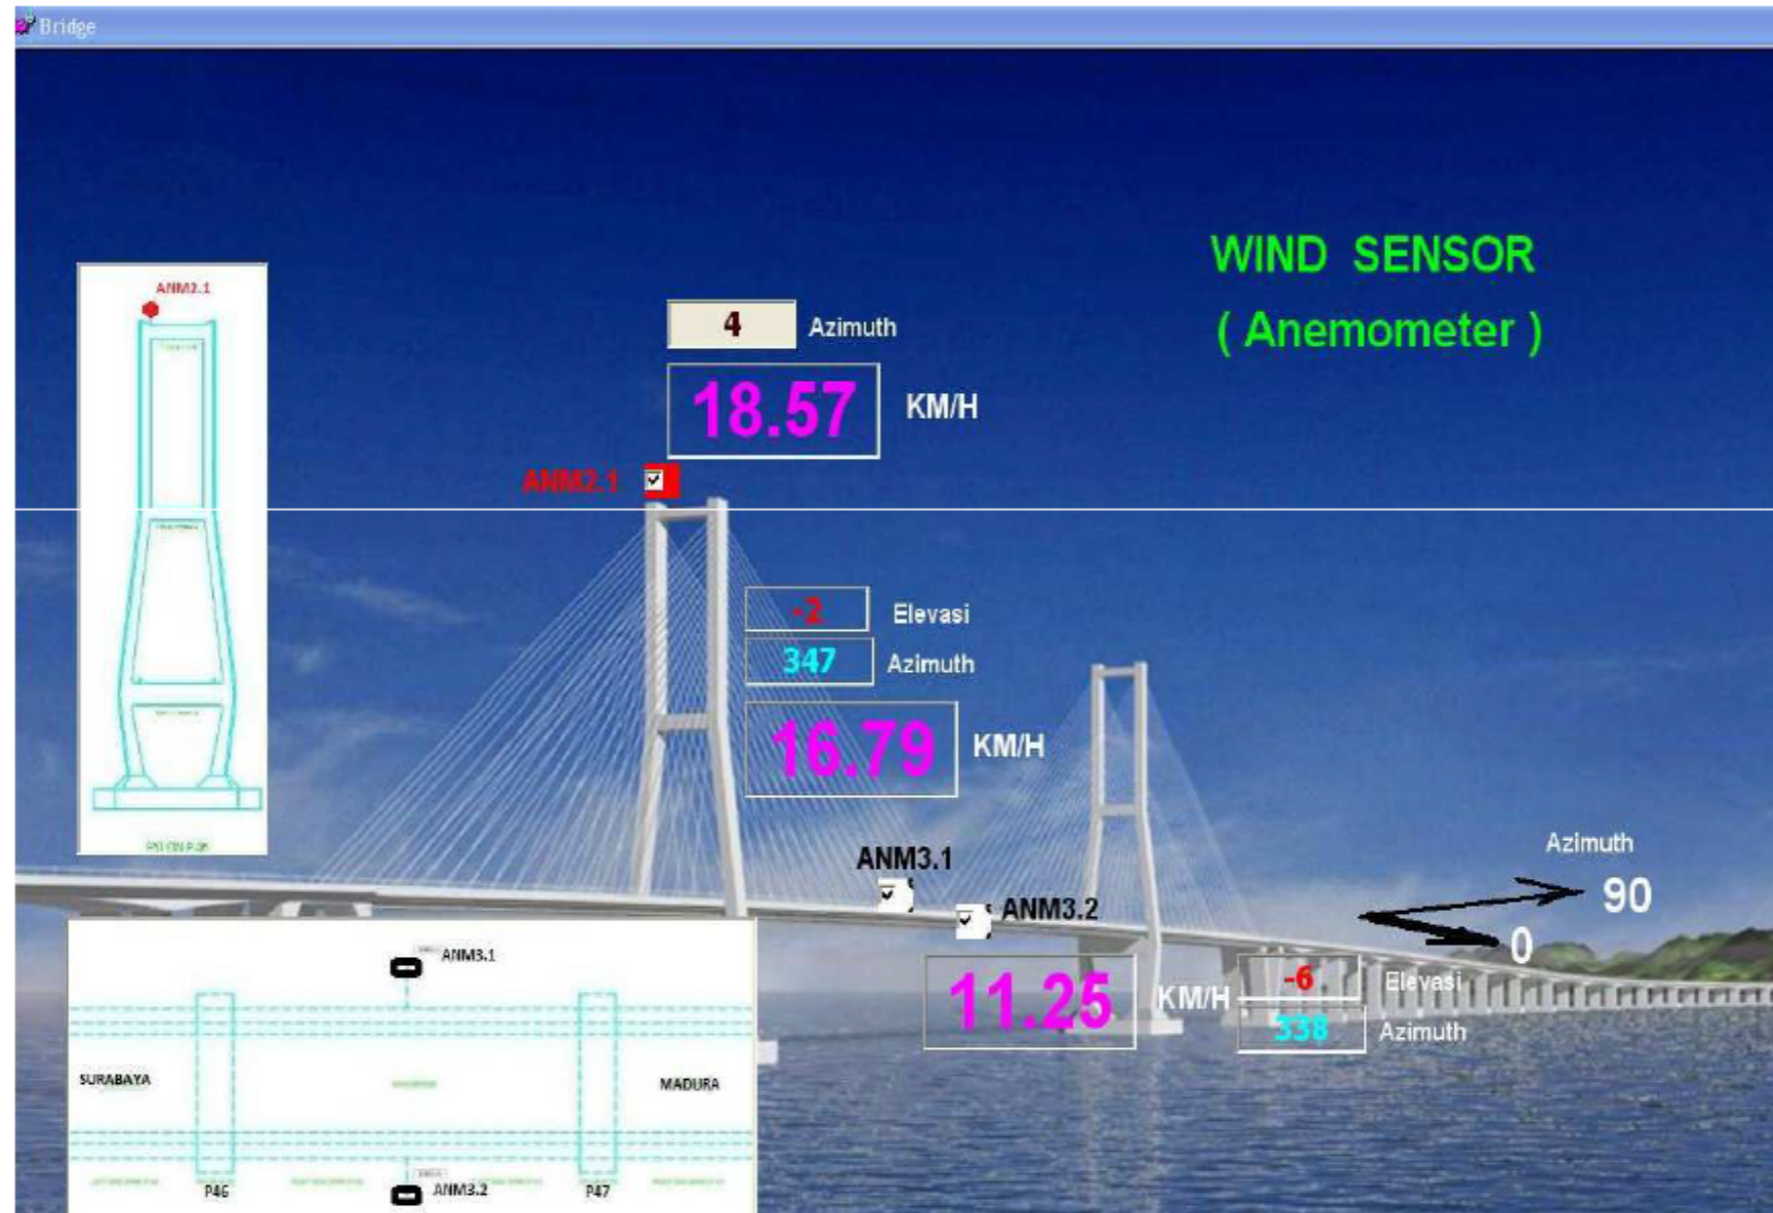 Bridge
WIND SENSOR
( Anemometer )
ANM2.1
4 Azimuth
18.57 KM/H
ANM2.1
-2 Elevasi
347 Azimuth
16.79 KM/H
ANM3.1
ANM3.2
Azimuth
90
0
11.25 KM/H
-6 Elevasi
338 Azimuth
PYLON P46
ANM3.1
SURABAYA
MADURA
P46
ANM3.2
P47